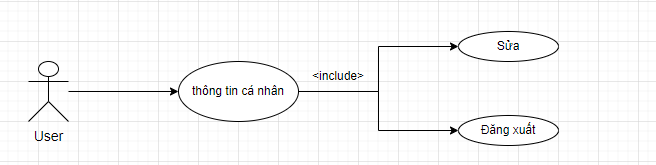 Sửa
<include>
thông tin cá nhân
Đăng xuất
User